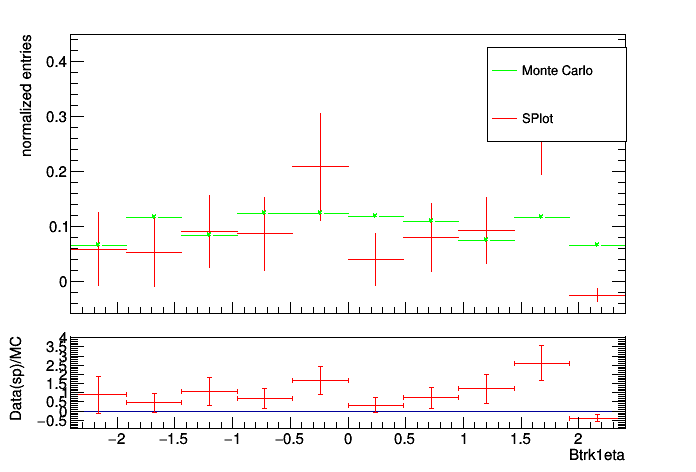 normalized entries
0.4
0.3
0.2
0.1
0
Monte Carlo
SPlot
Data(sp)/MC
4
3.5
3
2.5
2
1.5
1
0.5
0
−0.5
−2 −1.5 −1 −0.5 0 0.5 1 1.5 2
Btrk1eta